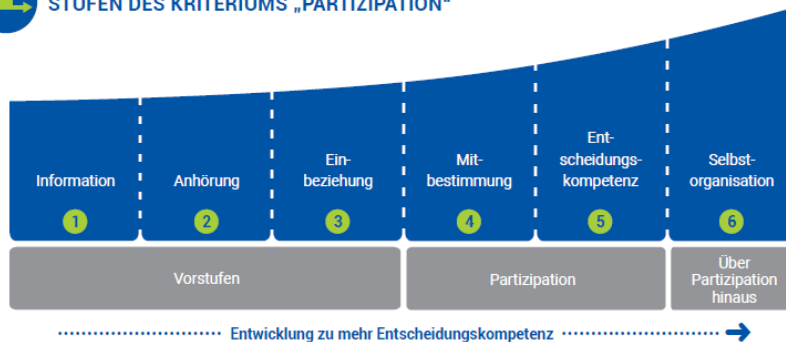 STUFEN DES KRITERIUMS „PARTIZIPATION“
Information
Anhörung
Ein-
beziehung
Mit-
bestimmung
Ent-
scheidungs-
kompetenz
Selbst-
organisation
1
2
3
4
5
6
Vorstufen
Partizipation
Über
Partizipation
hinaus
Entwicklung zu mehr Entscheidungskompetenz